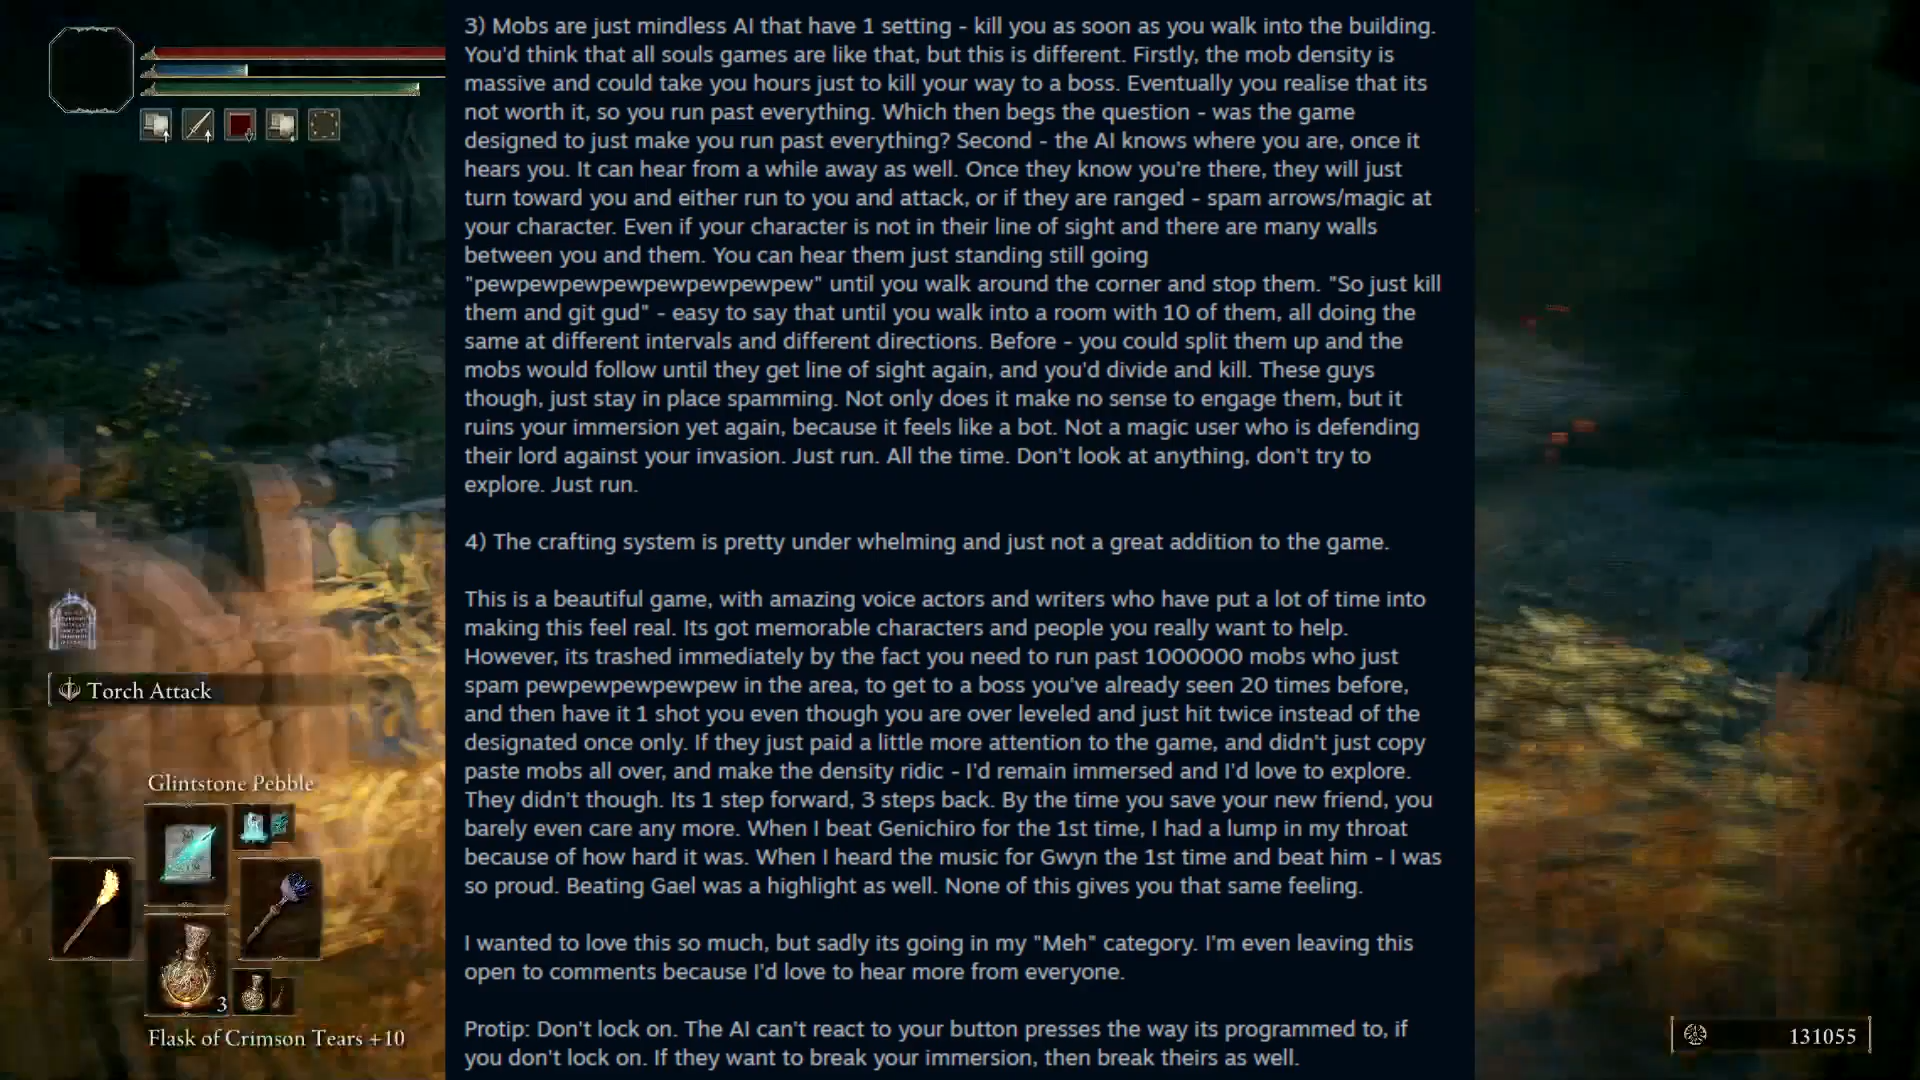 3) Mobs are just mindless AI that have 1 setting - kill you as soon as you walk into the building.
You'd think that all souls games are like that, but this is different. Firstly, the mob density is
massive and could take you hours just to kill your way to a boss. Eventually you realise that its
not worth it, so you run past everything. Which then begs the question - was the game
designed to just make you run past everything? Second - the AI knows where you are, once it
hears you. It can hear from a while away as well. Once they know you're there, they will just
turn toward you and either run to you and attack, or if they are ranged - spam arrows/magic at
your character. Even if your character is not in their line of sight and there are many walls
between you and them. You can hear them just standing still going
"pewpewpewpewpewpewpewpew" until you walk around the corner and stop them. "So just kill
them and git gud" - easy to say that until you walk into a room with 10 of them, all doing the
same at different intervals and different directions. Before - you could split them up and the
mobs would follow until they get line of sight again, and you'd divide and kill. These guys
though, just stay in place spamming. Not only does it make no sense to engage them, but it
ruins your immersion yet again, because it feels like a bot. Not a magic user who is defending
their lord against your invasion. Just run. All the time. Don't look at anything, don't try to
explore. Just run.
4) The crafting system is pretty under whelming and just not a great addition to the game.
This is a beautiful game, with amazing voice actors and writers who have put a lot of time into
making this feel real. Its got memorable characters and people you really want to help.
However, its trashed immediately by the fact you need to run past 1000000 mobs who just
spam pewpewpewpewpew in the area, to get to a boss you've already seen 20 times before,
and then have it 1 shot you even though you are over leveled and just hit twice instead of the
designated once only. If they just paid a little more attention to the game, and didn't just copy
paste mobs all over, and make the density ridic - I'd remain immersed and I'd love to explore.
They didn't though. Its 1 step forward, 3 steps back. By the time you save your new friend, you
barely even care any more. When I beat Genichiro for the 1st time, I had a lump in my throat
because of how hard it was. When I heard the music for Gwyn the 1st time and beat him - I was
so proud. Beating Gael was a highlight as well. None of this gives you that same feeling.
I wanted to love this so much, but sadly its going in my "Meh" category. I'm even leaving this
open to comments because I'd love to hear more from everyone.
Protip: Don't lock on. The AI can't react to your button presses the way its programmed to, if
you don't lock on. If they want to break your immersion, then break theirs as well.
Torch Attack
Glintstone Pebble
3
Flask of Crimson Tears +10
131055